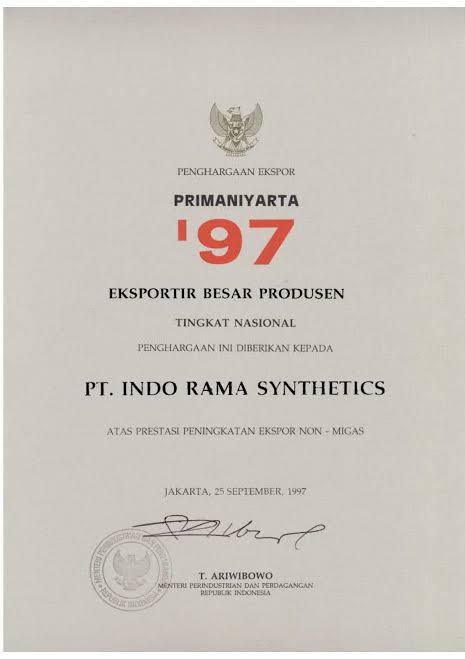 PENGHARGAAN EKSPOR
PRIMANIYARTA
'97
EKSPORTIR BESAR PRODUSEN
TINGKAT NASIONAL
PENGHARGAAN INI DIBERIKAN KEPADA
PT. INDO RAMA SYNTHETICS
ATAS PRESTASI PENINGKATAN EKSPOR NON - MIGAS
JAKARTA, 25 SEPTEMBER, 1997
T. ARIWIBOWO
MENTERI PERINDUSTRIAN DAN PERDAGANGAN
REPUBLIK INDONESIA
MENTERI PERINDUSTRIAN DAN PERDAGANGAN
REPUBLIK INDONESIA